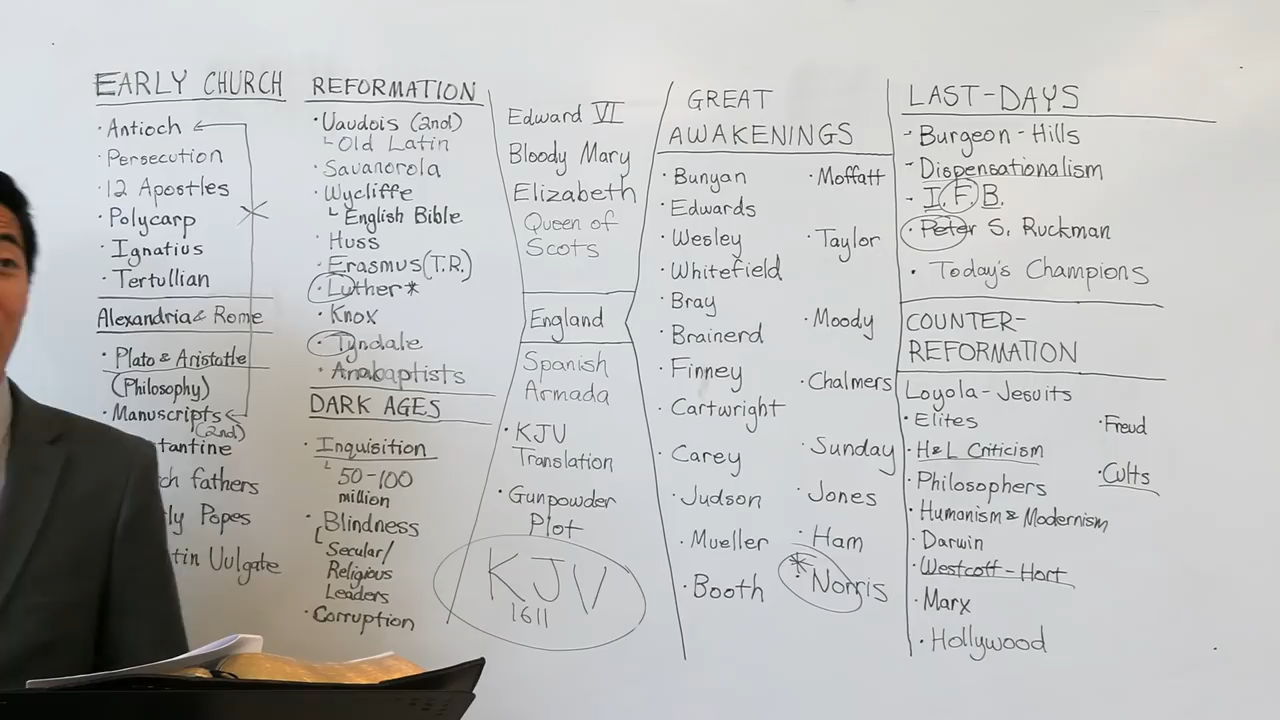 EARLY CHURCH
· Antioch
· Persecution
· 12 Apostles
· Polycarp
· Ignatius
· Tertullian
Alexandria & Rome
· Plato & Aristotle
(Philosophy)
· Manuscripts
(2nd)
tantine
ch fathers
ly Popes
tin Vulgate
REFORMATION
· Vaudois (2nd)
Old Latin
· Savanorola
· Wycliffe
English Bible
· Huss
· Erasmus (T.R.)
· Luther *
· Knox
· Tyndale
· Anabaptists
DARK AGES
· Inquisition
50-100
million
· Blindness
Secular/
Religious
Leaders
· Corruption
Edward VI
Bloody Mary
Elizabeth
Queen of
Scots
England
Spanish
Armada
· KJV
Translation
· Gunpowder
Plot
KJV
1611
GREAT
AWAKENINGS
· Bunyan
· Edwards
· Wesley
· Whitefield
· Bray
· Brainerd
· Finney
· Cartwright
· Carey
· Judson
· Mueller
· Booth
· Moffatt
· Taylor
· Moody
· Chalmers
· Sunday
· Jones
· Ham
* · Norris
LAST-DAYS
- Burgeon-Hills
- Dispensationalism
- I.F.B.
· Peter S. Ruckman
· Today's Champions
COUNTER-
REFORMATION
Loyola-Jesuits
· Elites
· H&L Criticism
· Philosophers
· Humanism & Modernism
· Darwin
· Westcott-Hort
· Marx
· Hollywood
· Freud
· Cults